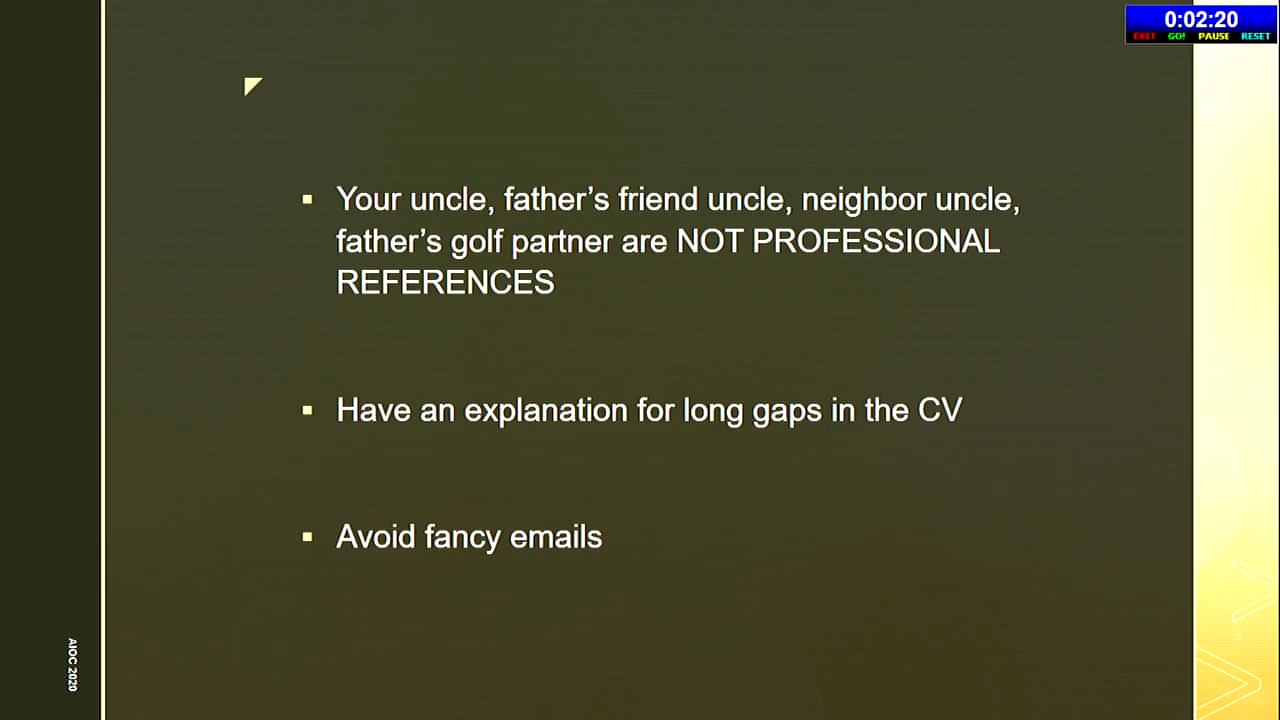 0:02:20
EXIT GO! PAUSE RESET
▪ Your uncle, father’s friend uncle, neighbor uncle,
father’s golf partner are NOT PROFESSIONAL
REFERENCES
▪ Have an explanation for long gaps in the CV
▪ Avoid fancy emails
AIOC 2020